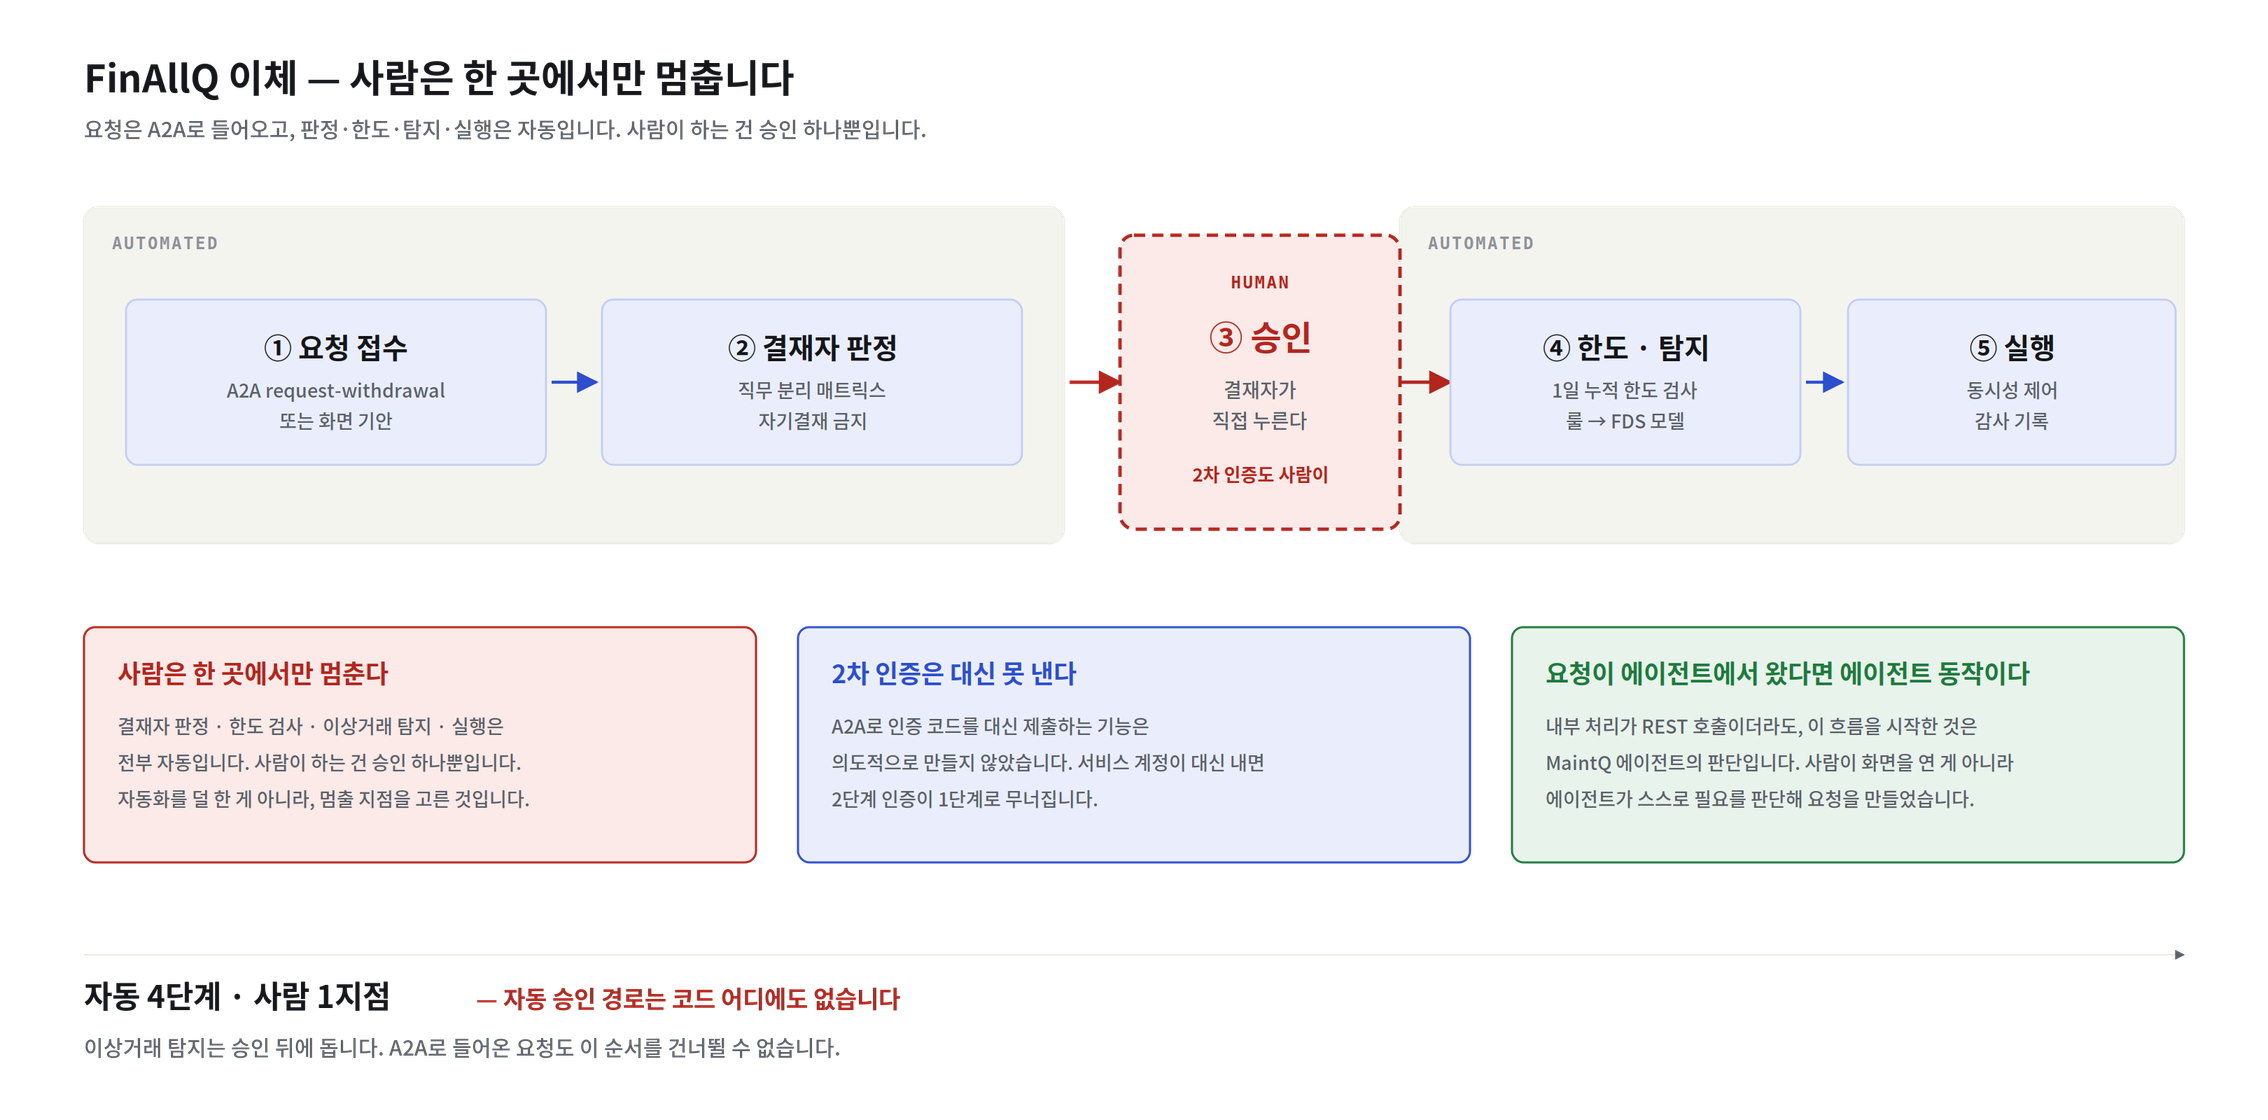 FinAllQ 이체 — 사람은 한 곳에서만 멈춥니다
요청은 A2A로 들어오고, 판정·한도·탐지·실행은 자동입니다. 사람이 하는 건 승인 하나뿐입니다.
AUTOMATED
① 요청 접수
A2A request-withdrawal
또는 화면 기안
② 결재자 판정
직무 분리 매트릭스
자기결재 금지
HUMAN
③ 승인
결재자가
직접 누른다
2차 인증도 사람이
AUTOMATED
④ 한도 · 탐지
1일 누적 한도 검사
룰 → FDS 모델
⑤ 실행
동시성 제어
감사 기록
사람은 한 곳에서만 멈춘다
결재자 판정 · 한도 검사 · 이상거래 탐지 · 실행은
전부 자동입니다. 사람이 하는 건 승인 하나뿐입니다.
자동화를 덜 한 게 아니라, 멈출 지점을 고른 것입니다.
2차 인증은 대신 못 낸다
A2A로 인증 코드를 대신 제출하는 기능은
의도적으로 만들지 않았습니다. 서비스 계정이 대신 내면
2단계 인증이 1단계로 무너집니다.
요청이 에이전트에서 왔다면 에이전트 동작이다
내부 처리가 REST 호출이더라도, 이 흐름을 시작한 것은
MaintQ 에이전트의 판단입니다. 사람이 화면을 연 게 아니라
에이전트가 스스로 필요를 판단해 요청을 만들었습니다.
자동 4단계 · 사람 1지점 — 자동 승인 경로는 코드 어디에도 없습니다
이상거래 탐지는 승인 뒤에 돕니다. A2A로 들어온 요청도 이 순서를 건너뛸 수 없습니다.